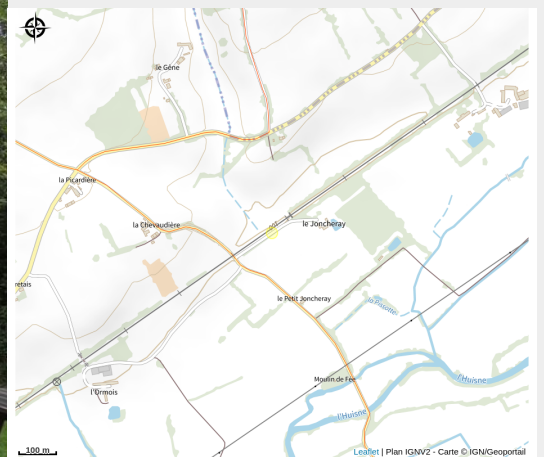 le Gêne
la Picardière
la Chevaudière
le Joncheray
retais
le Petit Joncheray
la Pasotte
Moulin de Fée
l'Huisne
l'Ormois
l'Huisne
100 m
Leaflet | Plan IGNV2 - Carte © IGN/Geoportail